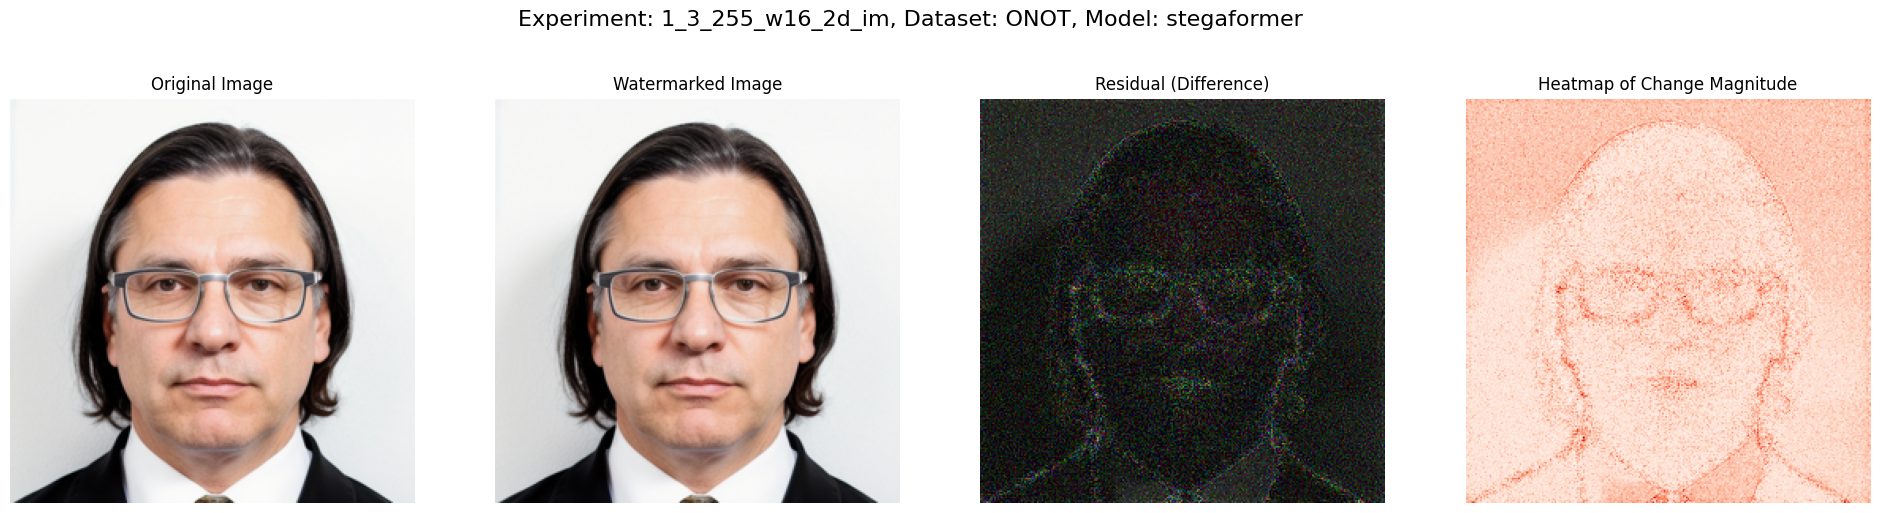 Experiment: 1_3_255_w16_2d_im, Dataset: ONOT, Model: stegaformer
Original Image
Watermarked Image
Residual (Difference)
Heatmap of Change Magnitude